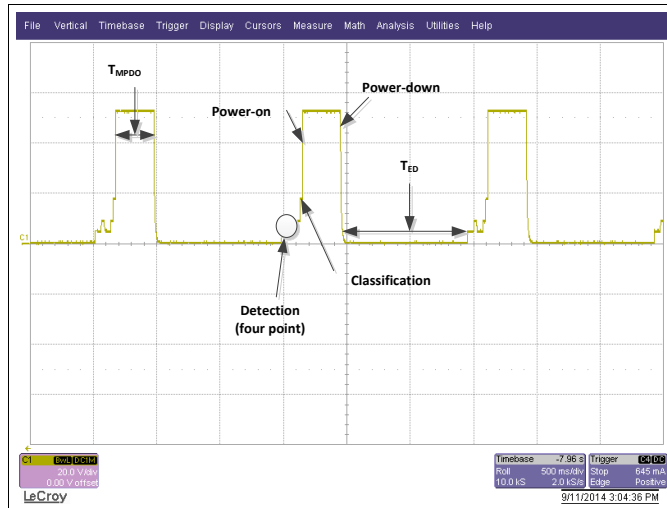 File Vertical Timebase Trigger Display Cursors Measure Math Analysis Utilities Help
TMPDO
Power-down
Power-on
TED
C1
Classification
Detection
(four point)
C1 BwL DC1M
20.0 V/div
0.00 V offset
Timebase -7.96 s
Roll 500 ms/div
10.0 kS 2.0 kS/s
Trigger C4 DC
Stop 645 mA
Edge Positive
LeCroy
9/11/2014 3:04:36 PM